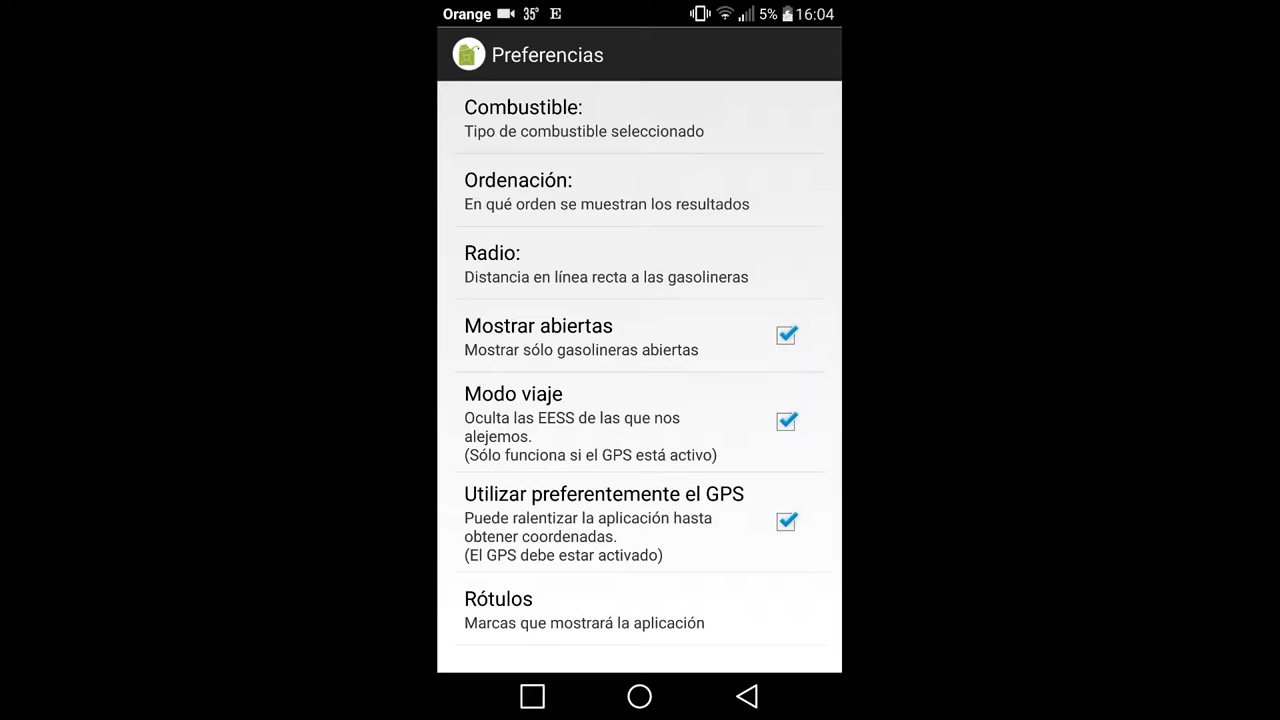 Orange 35° E 5% 16:04
Preferencias
Combustible:
Tipo de combustible seleccionado
Ordenación:
En qué orden se muestran los resultados
Radio:
Distancia en línea recta a las gasolineras
Mostrar abiertas
Mostrar sólo gasolineras abiertas
Modo viaje
Oculta las EESS de las que nos
alejemos.
(Sólo funciona si el GPS está activo)
Utilizar preferentemente el GPS
Puede ralentizar la aplicación hasta
obtener coordenadas.
(El GPS debe estar activado)
Rótulos
Marcas que mostrará la aplicación